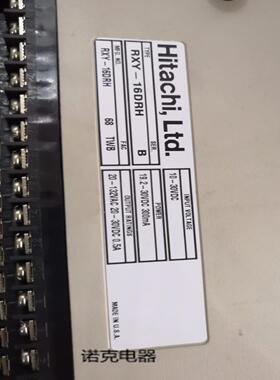 Hitachi, Ltd.
TYPE
SER.
RXY-16DRH
B
MFG. NO.
FAC
RXY-16DRH
68 TWB
INPUT VOLTAGE
10-30VDC
POWER
19.2-30VDC 300mA
OUTPUT RATINGS
20-132VAC 20-30VDC 0.5A
MADE IN U.S.A.
诺克电器